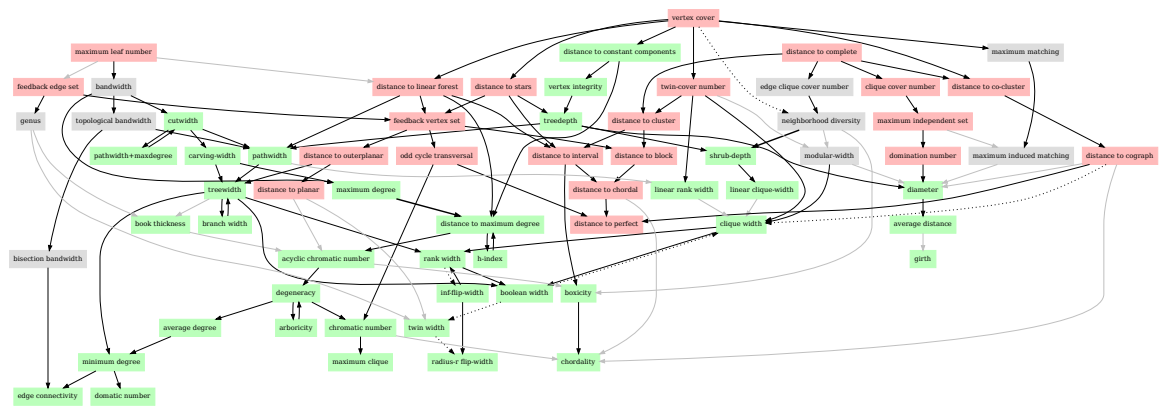 vertex cover
maximum leaf number
distance to constant components
distance to complete
maximum matching
feedback edge set
bandwidth
distance to linear forest
distance to stars
vertex integrity
twin-cover number
edge clique cover number
clique cover number
distance to co-cluster
genus
topological bandwidth
cutwidth
feedback vertex set
treedepth
distance to cluster
neighborhood diversity
maximum independent set
pathwidth+maxdegree
carving-width
pathwidth
distance to outerplanar
odd cycle transversal
distance to interval
distance to block
shrub-depth
modular-width
domination number
maximum induced matching
distance to cograph
treewidth
distance to planar
maximum degree
distance to chordal
linear rank width
linear clique-width
diameter
book thickness
branch width
distance to maximum degree
distance to perfect
clique width
average distance
bisection bandwidth
acyclic chromatic number
rank width
h-index
girth
degeneracy
inf-flip-width
boolean width
boxicity
average degree
arboricity
chromatic number
twin width
minimum degree
maximum clique
radius-r flip-width
chordality
edge connectivity
domatic number